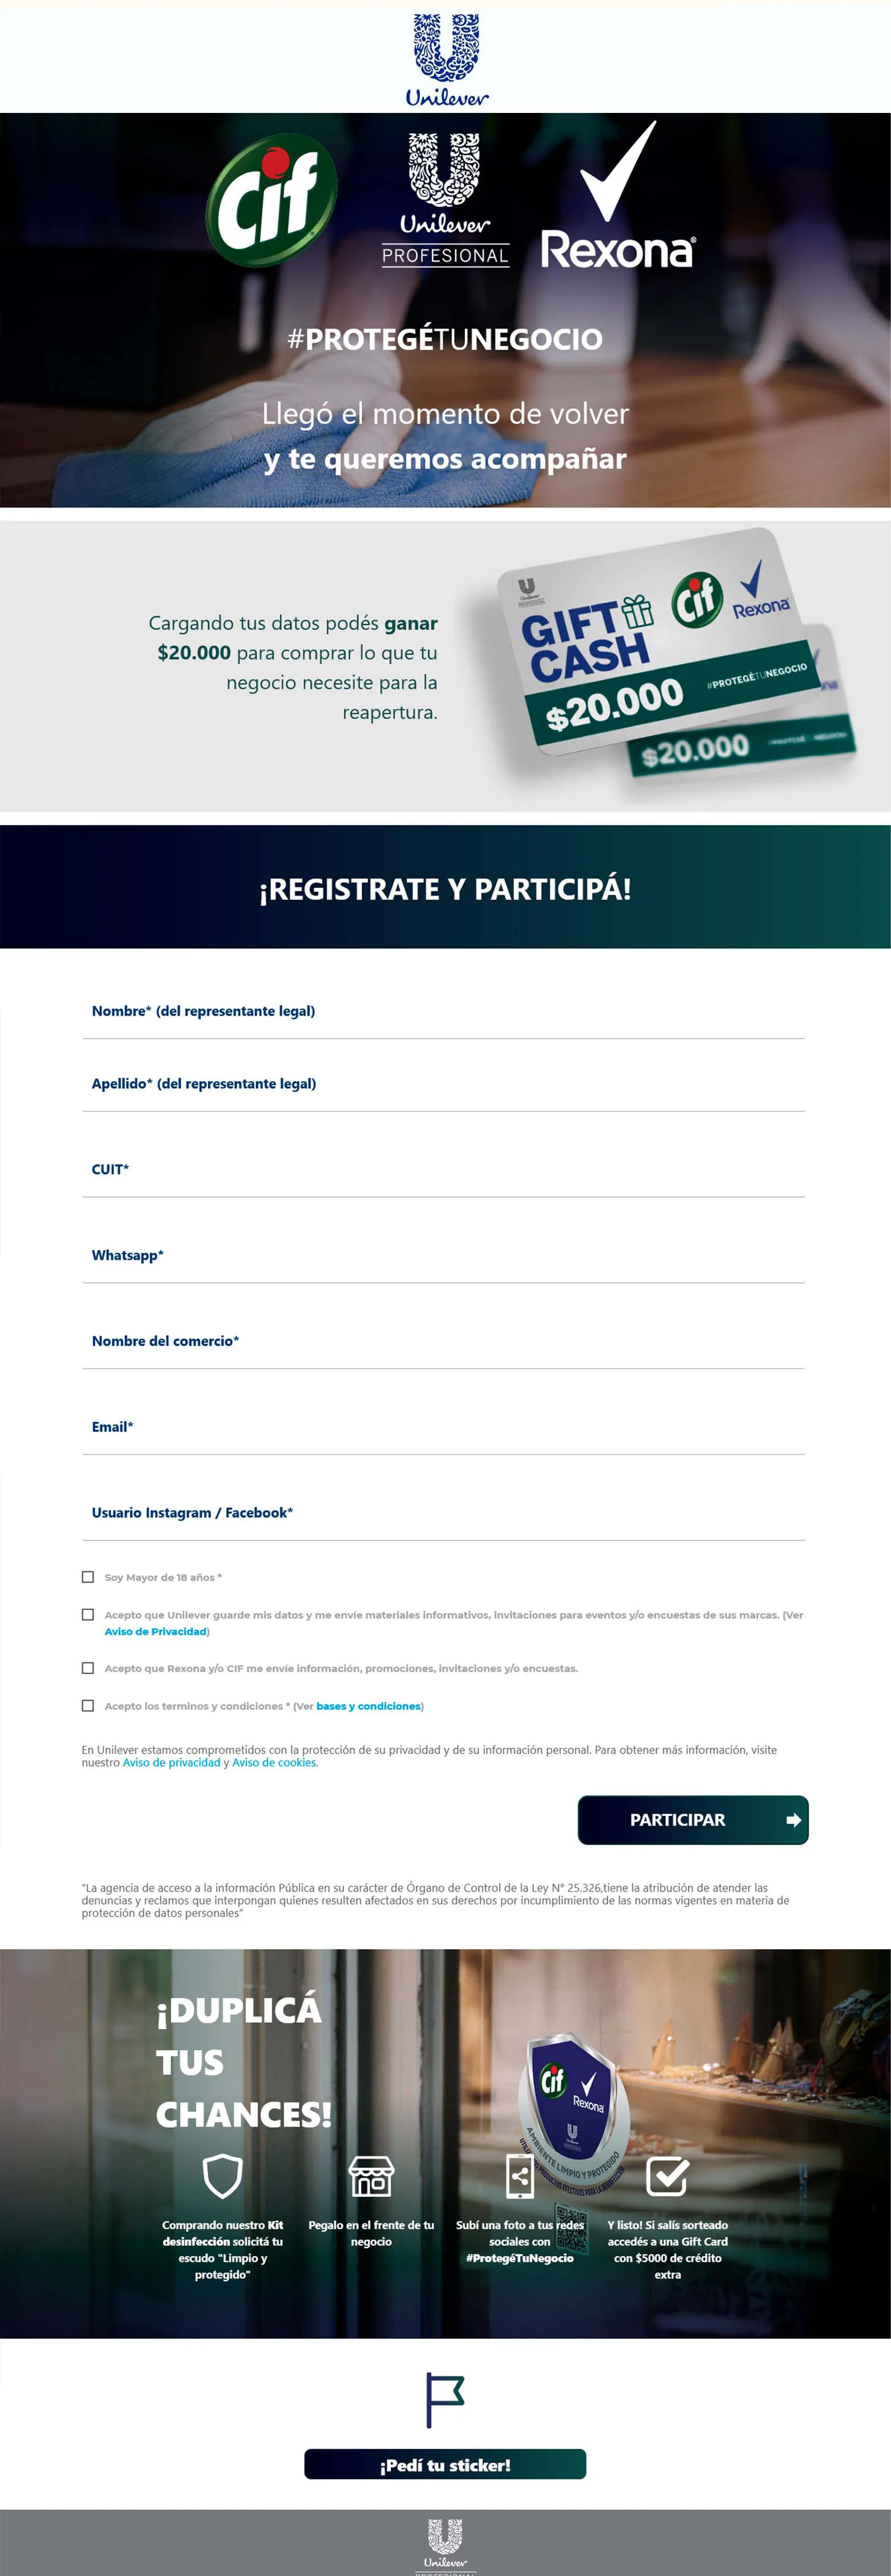 Unilever
Cif
Unilever
PROFESIONAL
Rexona
#PROTEGÉTUNEGOCIO
Llegó el momento de volver
y te queremos acompañar
Cargando tus datos podés ganar
$20.000 para comprar lo que tu
negocio necesite para la
reapertura.
GIFT
CASH
Cif
Rexona
$20.000
#PROTEGÉTUNEGOCIO
$20.000
¡REGISTRATE Y PARTICIPÁ!
Nombre* (del representante legal)
Apellido* (del representante legal)
CUIT*
Whatsapp*
Nombre del comercio*
Email*
Usuario Instagram / Facebook*
Soy Mayor de 18 años *
Acepto que Unilever guarde mis datos y me envíe materiales informativos, invitaciones para eventos y/o encuestas de sus marcas. (Ver
Aviso de Privacidad)
Acepto que Rexona y/o CIF me envíe información, promociones, invitaciones y/o encuestas.
Acepto los terminos y condiciones * (Ver bases y condiciones)
En Unilever estamos comprometidos con la protección de su privacidad y de su información personal. Para obtener más información, visite
nuestro Aviso de privacidad y Aviso de cookies.
PARTICIPAR
"La agencia de acceso a la información Pública en su carácter de Órgano de Control de la Ley N° 25.326,tiene la atribución de atender las
denuncias y reclamos que interpongan quienes resulten afectados en sus derechos por incumplimiento de las normas vigentes en materia de
protección de datos personales"
¡DUPLICÁ
TUS
CHANCES!
Cif
Rexona
AMBIENTE LIMPIO Y PROTEGIDO
Comprando nuestro Kit
desinfección solicitá tu
escudo "Limpio y
protegido"
Pegalo en el frente de tu
negocio
Subí una foto a tus redes
sociales con
#ProtegéTuNegocio
Y listo! Si salís sorteado
accedés a una Gift Card
con $5000 de crédito
extra
¡Pedí tu sticker!
Unilever